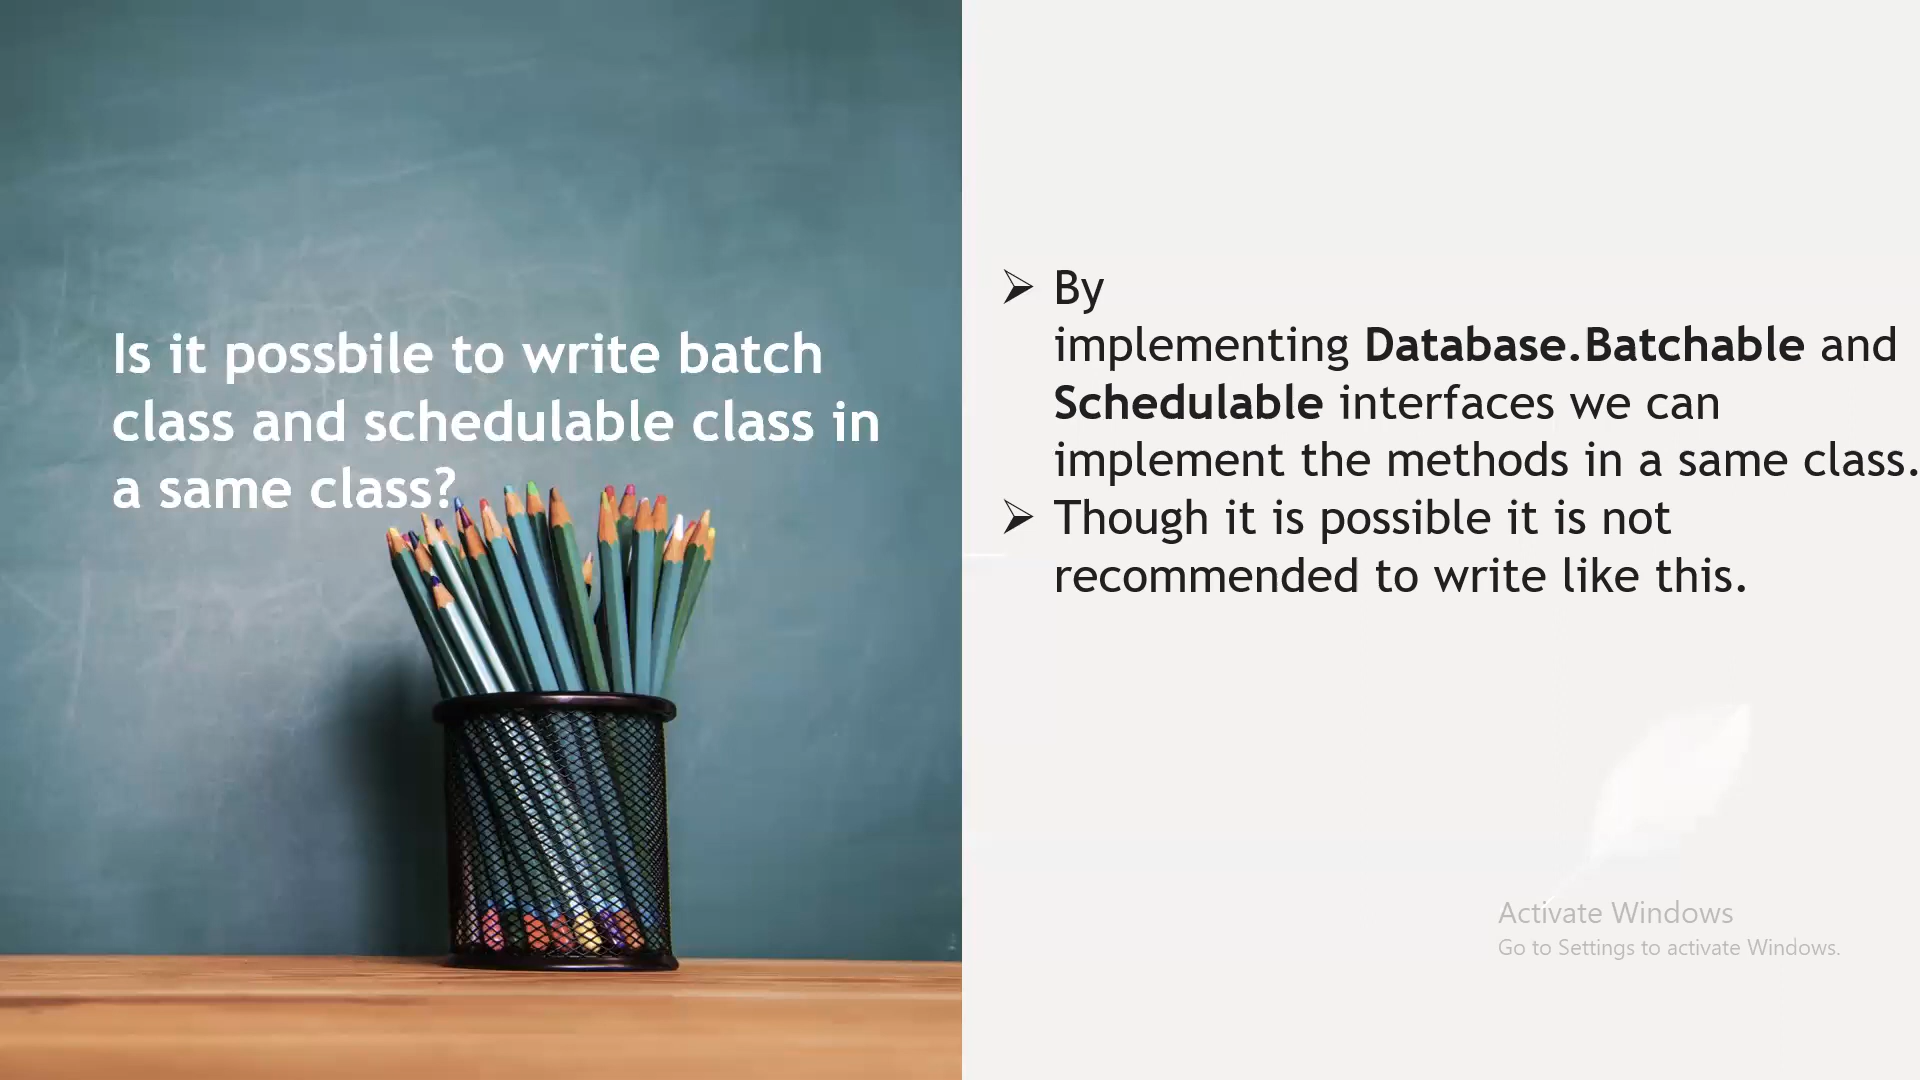 Is it possbile to write batch
class and schedulable class in
a same class?
➢ By
implementing Database.Batchable and
Schedulable interfaces we can
implement the methods in a same class.
➢ Though it is possible it is not
recommended to write like this.
Activate Windows
Go to Settings to activate Windows.